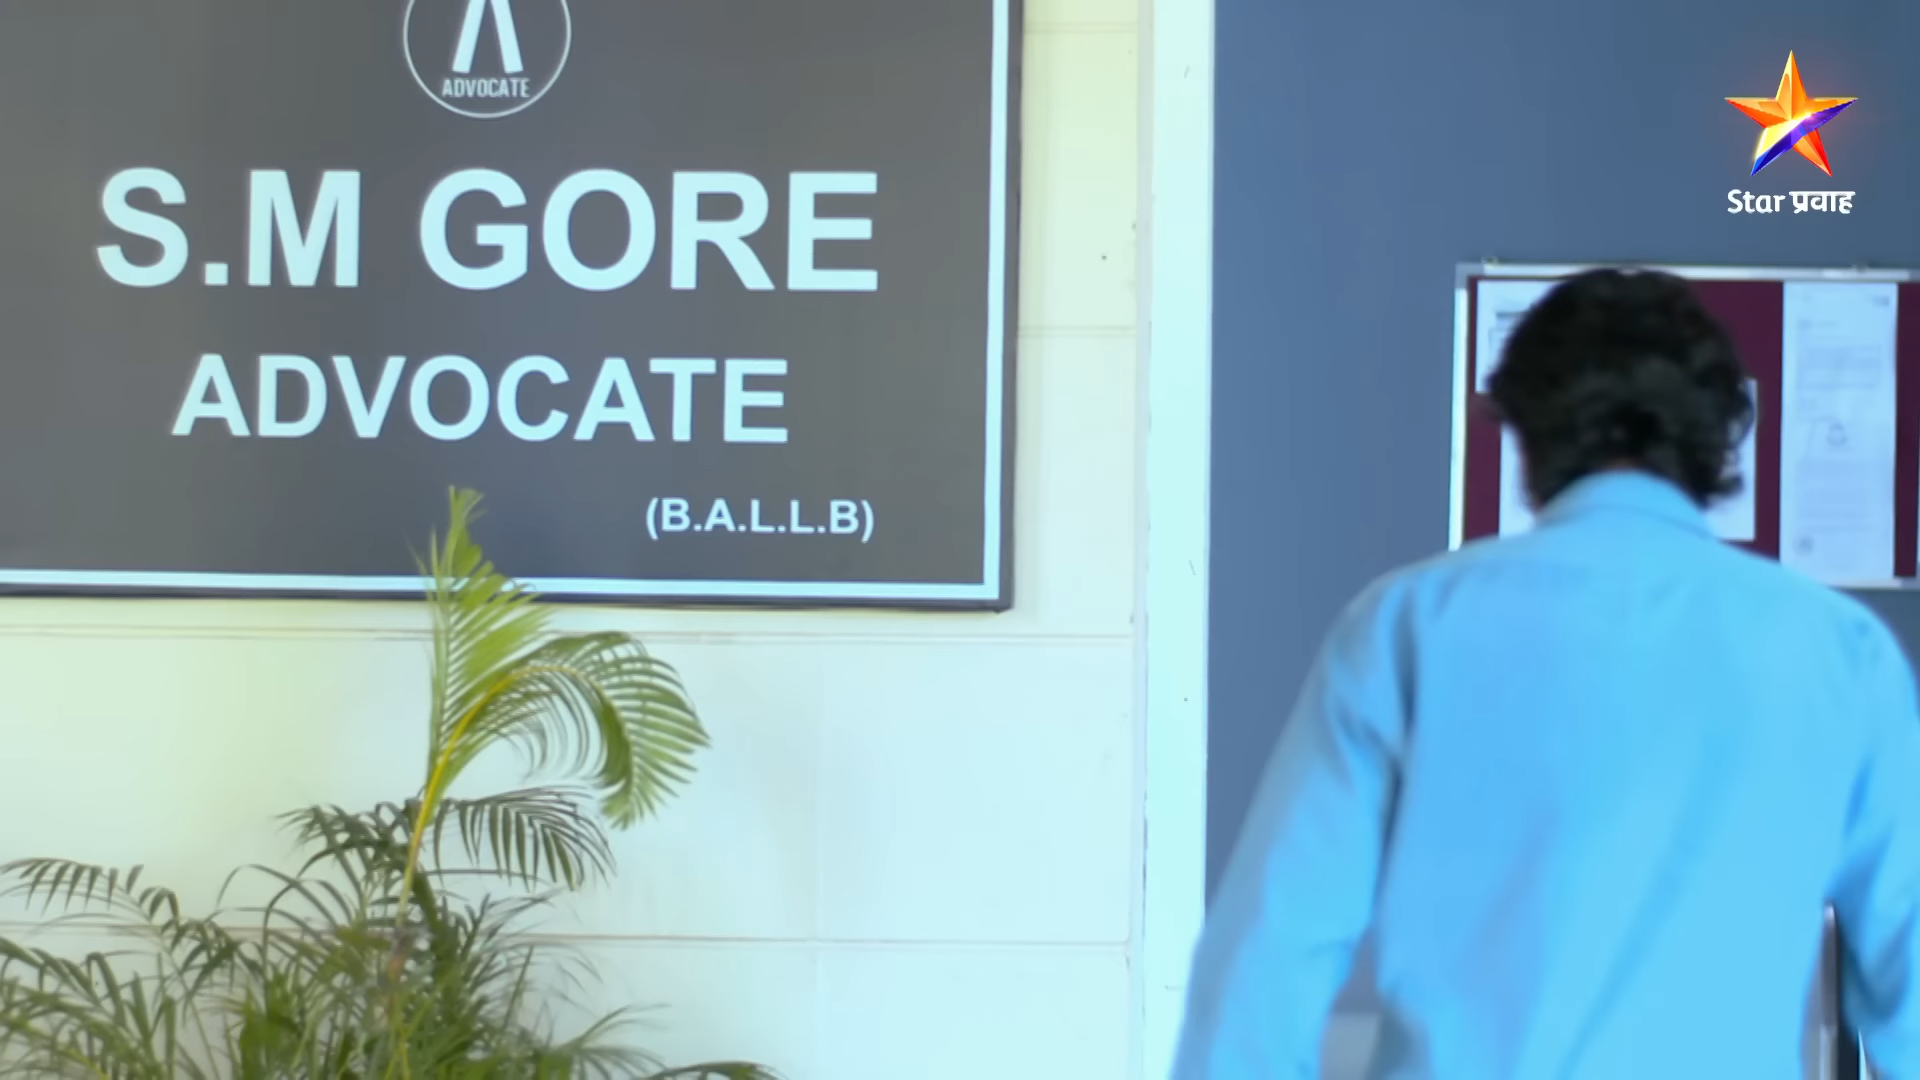 ADVOCATE
S.M GORE
ADVOCATE
(B.A.L.L.B)
Star प्रवाह